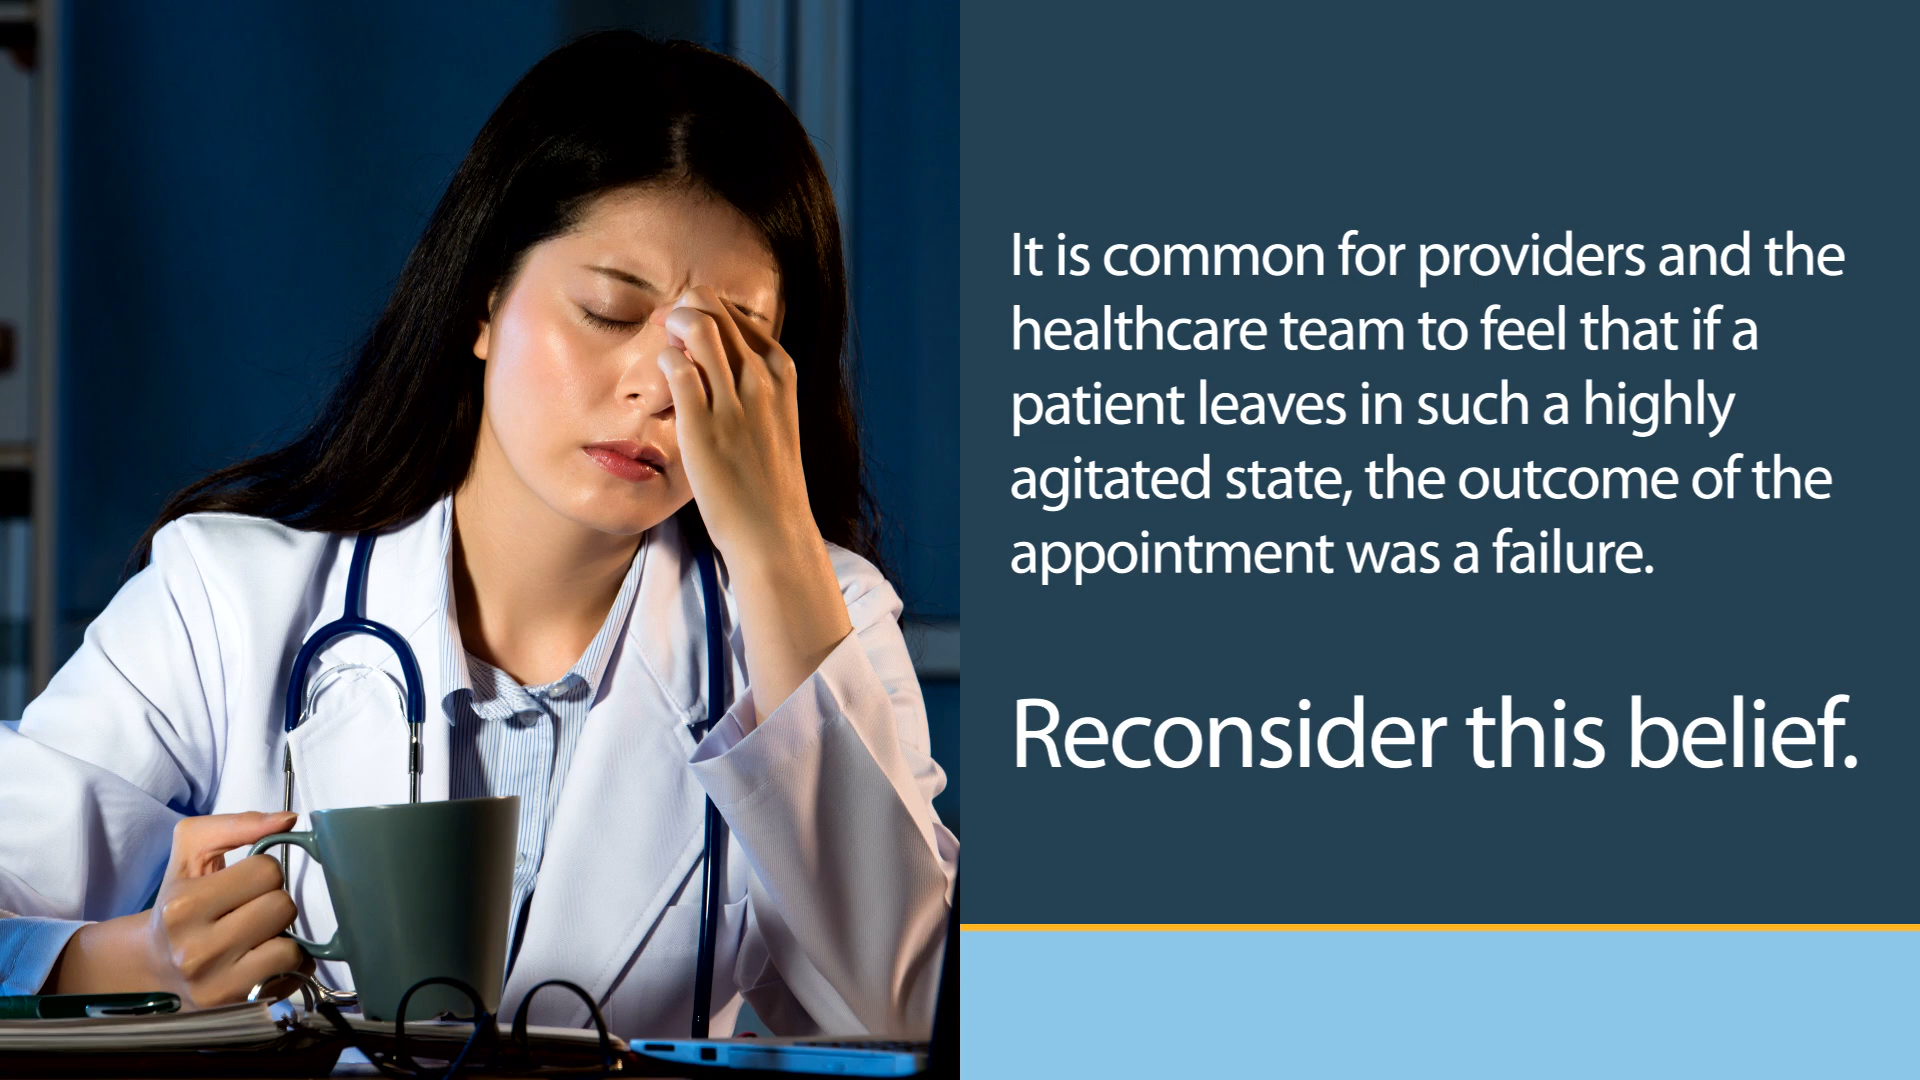 It is common for providers and the
healthcare team to feel that if a
patient leaves in such a highly
agitated state, the outcome of the
appointment was a failure.
Reconsider this belief.